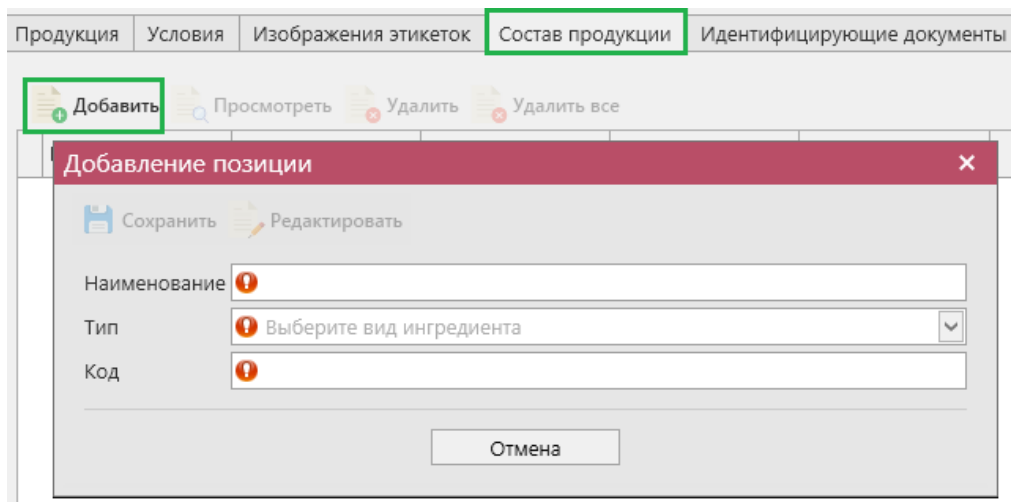 Продукция Условия Изображения этикеток Состав продукции Идентифицирующие документы
Добавить Просмотреть Удалить Удалить все
Добавление позиции
Сохранить Редактировать
Наименование
Тип Выберите вид ингредиента
Код
Отмена